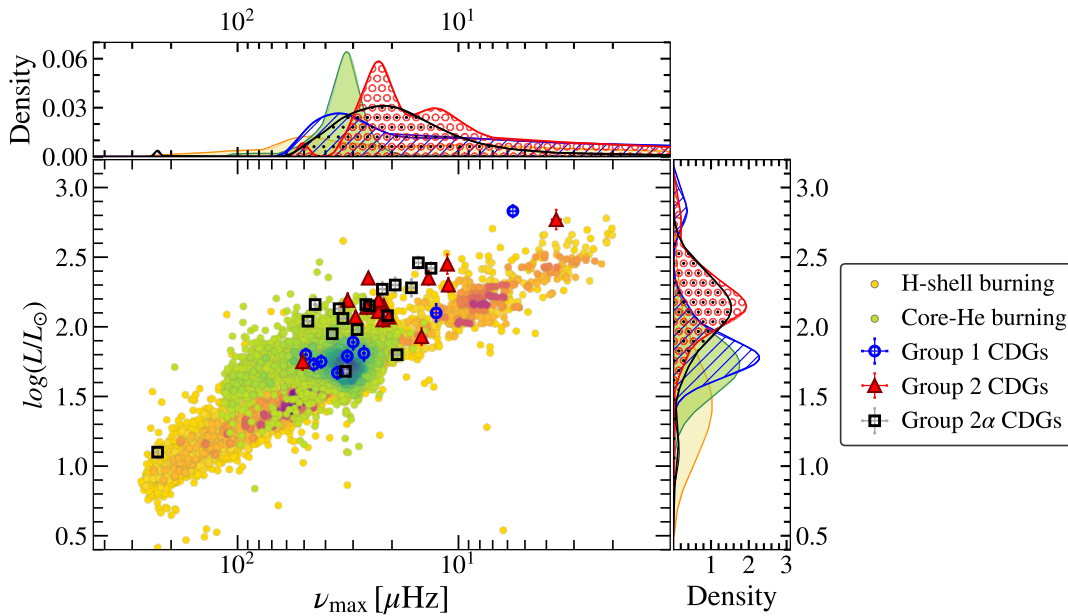 10² 10¹
Density
0.06
0.03
0.00
log(L/L⊙)
3.0
2.5
2.0
1.5
1.0
0.5
3.0
2.5
2.0
1.5
1.0
0.5
10² 10¹
ν_max [μHz]
1 2 3
Density
H-shell burning
Core-He burning
Group 1 CDGs
Group 2 CDGs
Group 2α CDGs